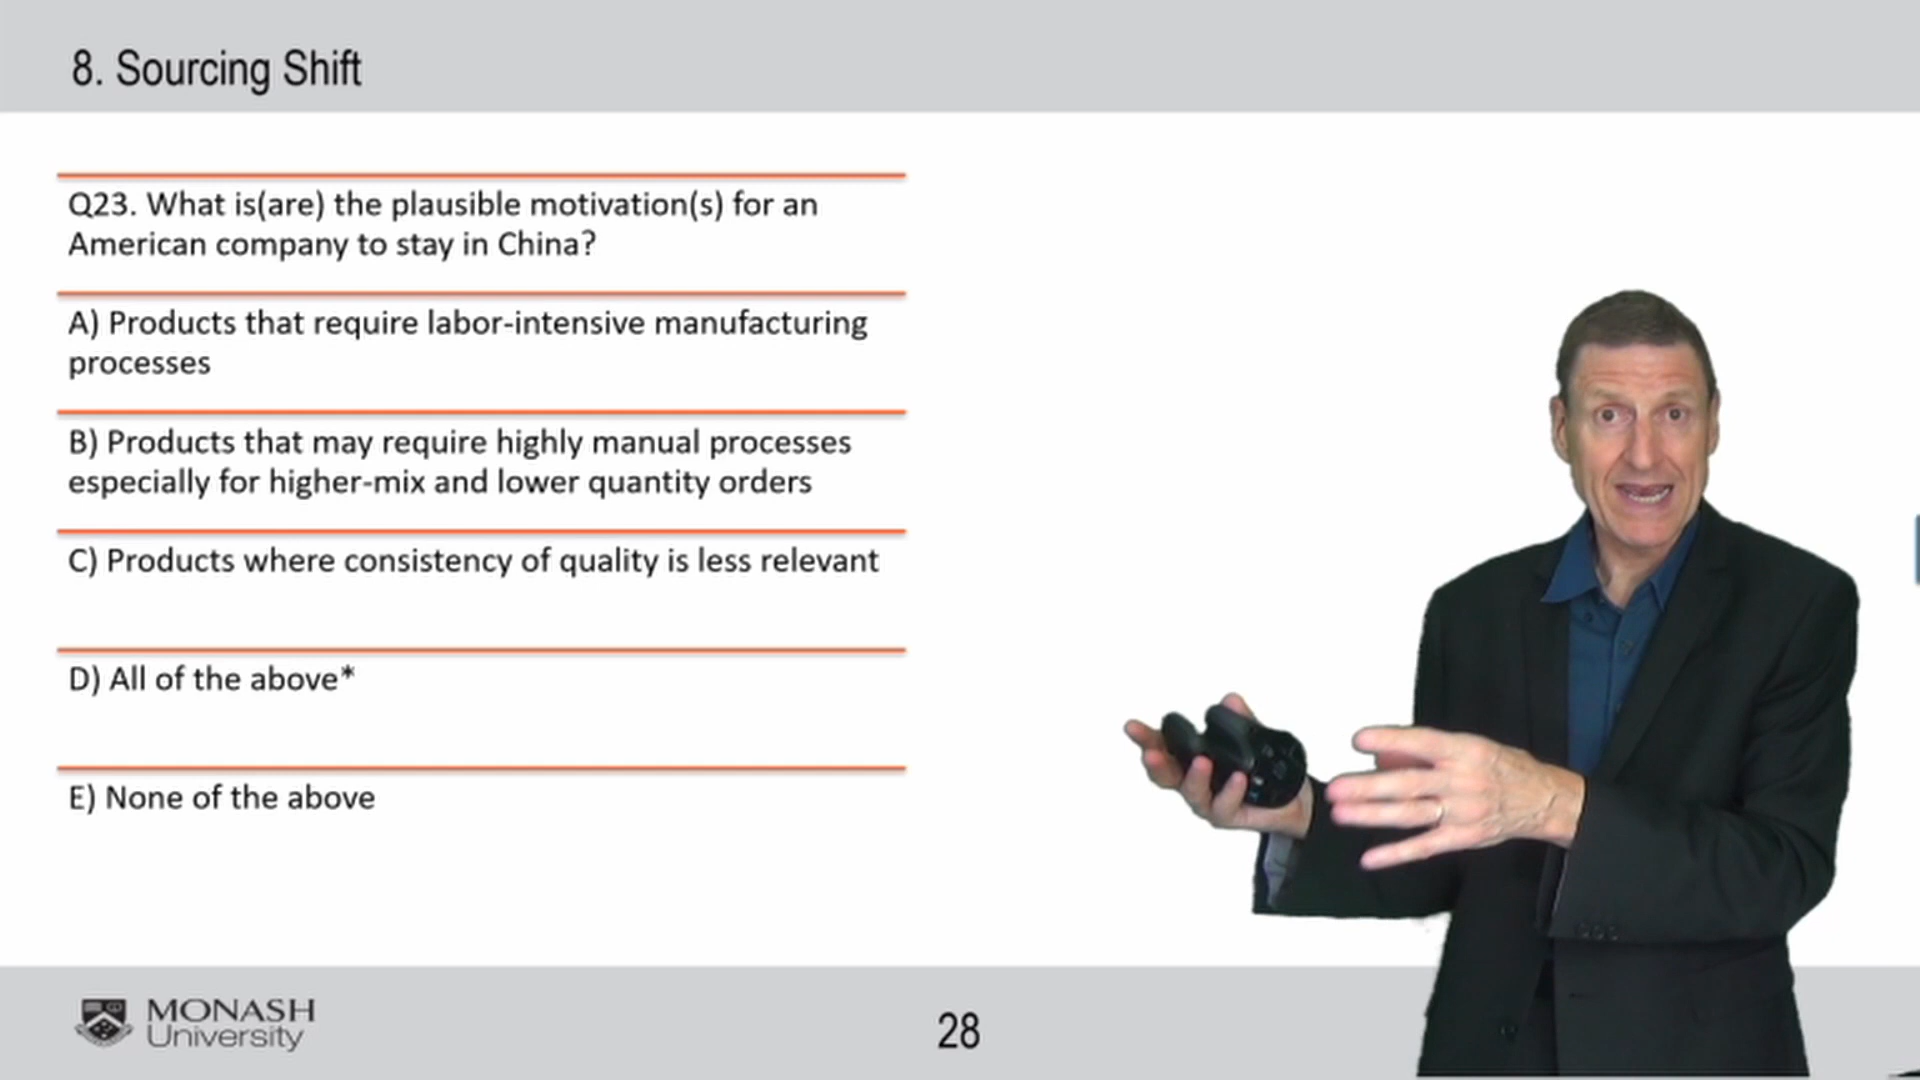 8. Sourcing Shift
Q23. What is(are) the plausible motivation(s) for an
American company to stay in China?
A) Products that require labor-intensive manufacturing
processes
B) Products that may require highly manual processes
especially for higher-mix and lower quantity orders
C) Products where consistency of quality is less relevant
D) All of the above*
E) None of the above
MONASH
University
28